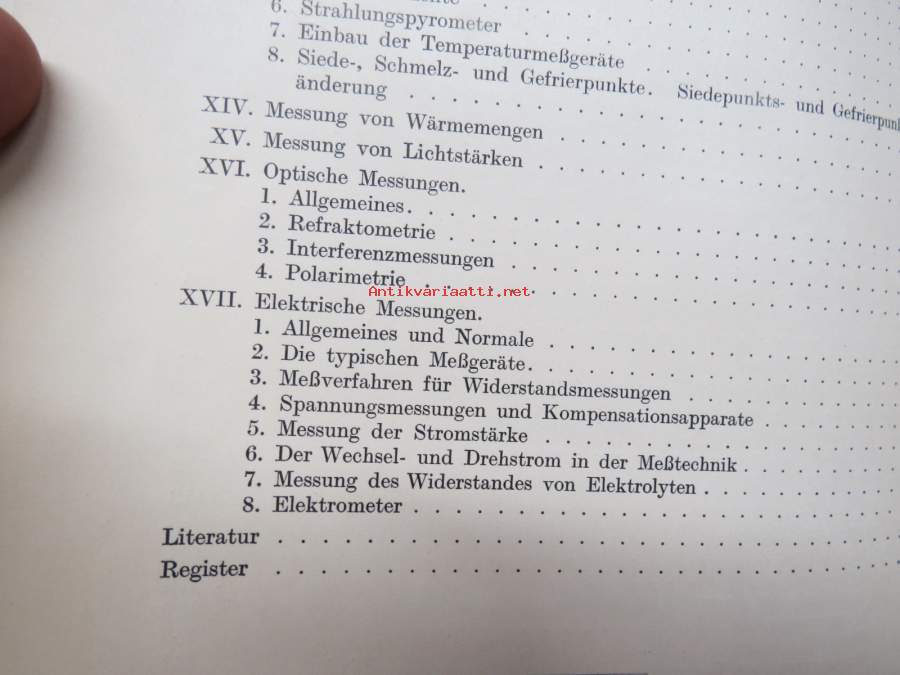 6. Strahlungspyrometer . . . . . . . . . . . . . . .
7. Einbau der Temperaturmeßgeräte . . . . . . . . . .
8. Siede-, Schmelz- und Gefrierpunkte. Siedepunkts- und Gefrierpunkt
änderung . . . . . . . . . . . . . . . . . .
XIV. Messung von Wärmemengen . . . . . . . . . . . . .
XV. Messung von Lichtstärken . . . . . . . . . . . . . .
XVI. Optische Messungen.
1. Allgemeines. . . . . . . . . . . . . . . . . .
2. Refraktometrie . . . . . . . . . . . . . . . . .
3. Interferenzmessungen . . . . . . . . . . . . . . .
4. Polarimetrie . . . . . . . . . . . . . . . . . .
Antikvariaatti.net
XVII. Elektrische Messungen.
1. Allgemeines und Normale . . . . . . . . . . . . . .
2. Die typischen Meßgeräte. . . . . . . . . . . . . . .
3. Meßverfahren für Widerstandsmessungen . . . . . . . .
4. Spannungsmessungen und Kompensationsapparate . . . . .
5. Messung der Stromstärke . . . . . . . . . . . . . .
6. Der Wechsel- und Drehstrom in der Meßtechnik . . . . . .
7. Messung des Widerstandes von Elektrolyten . . . . . . .
8. Elektrometer . . . . . . . . . . . . . . . . . .
Literatur . . . . . . . . . . . . . . . . . . . . .
Register . . . . . . . . . . . . . . . . . . . . .